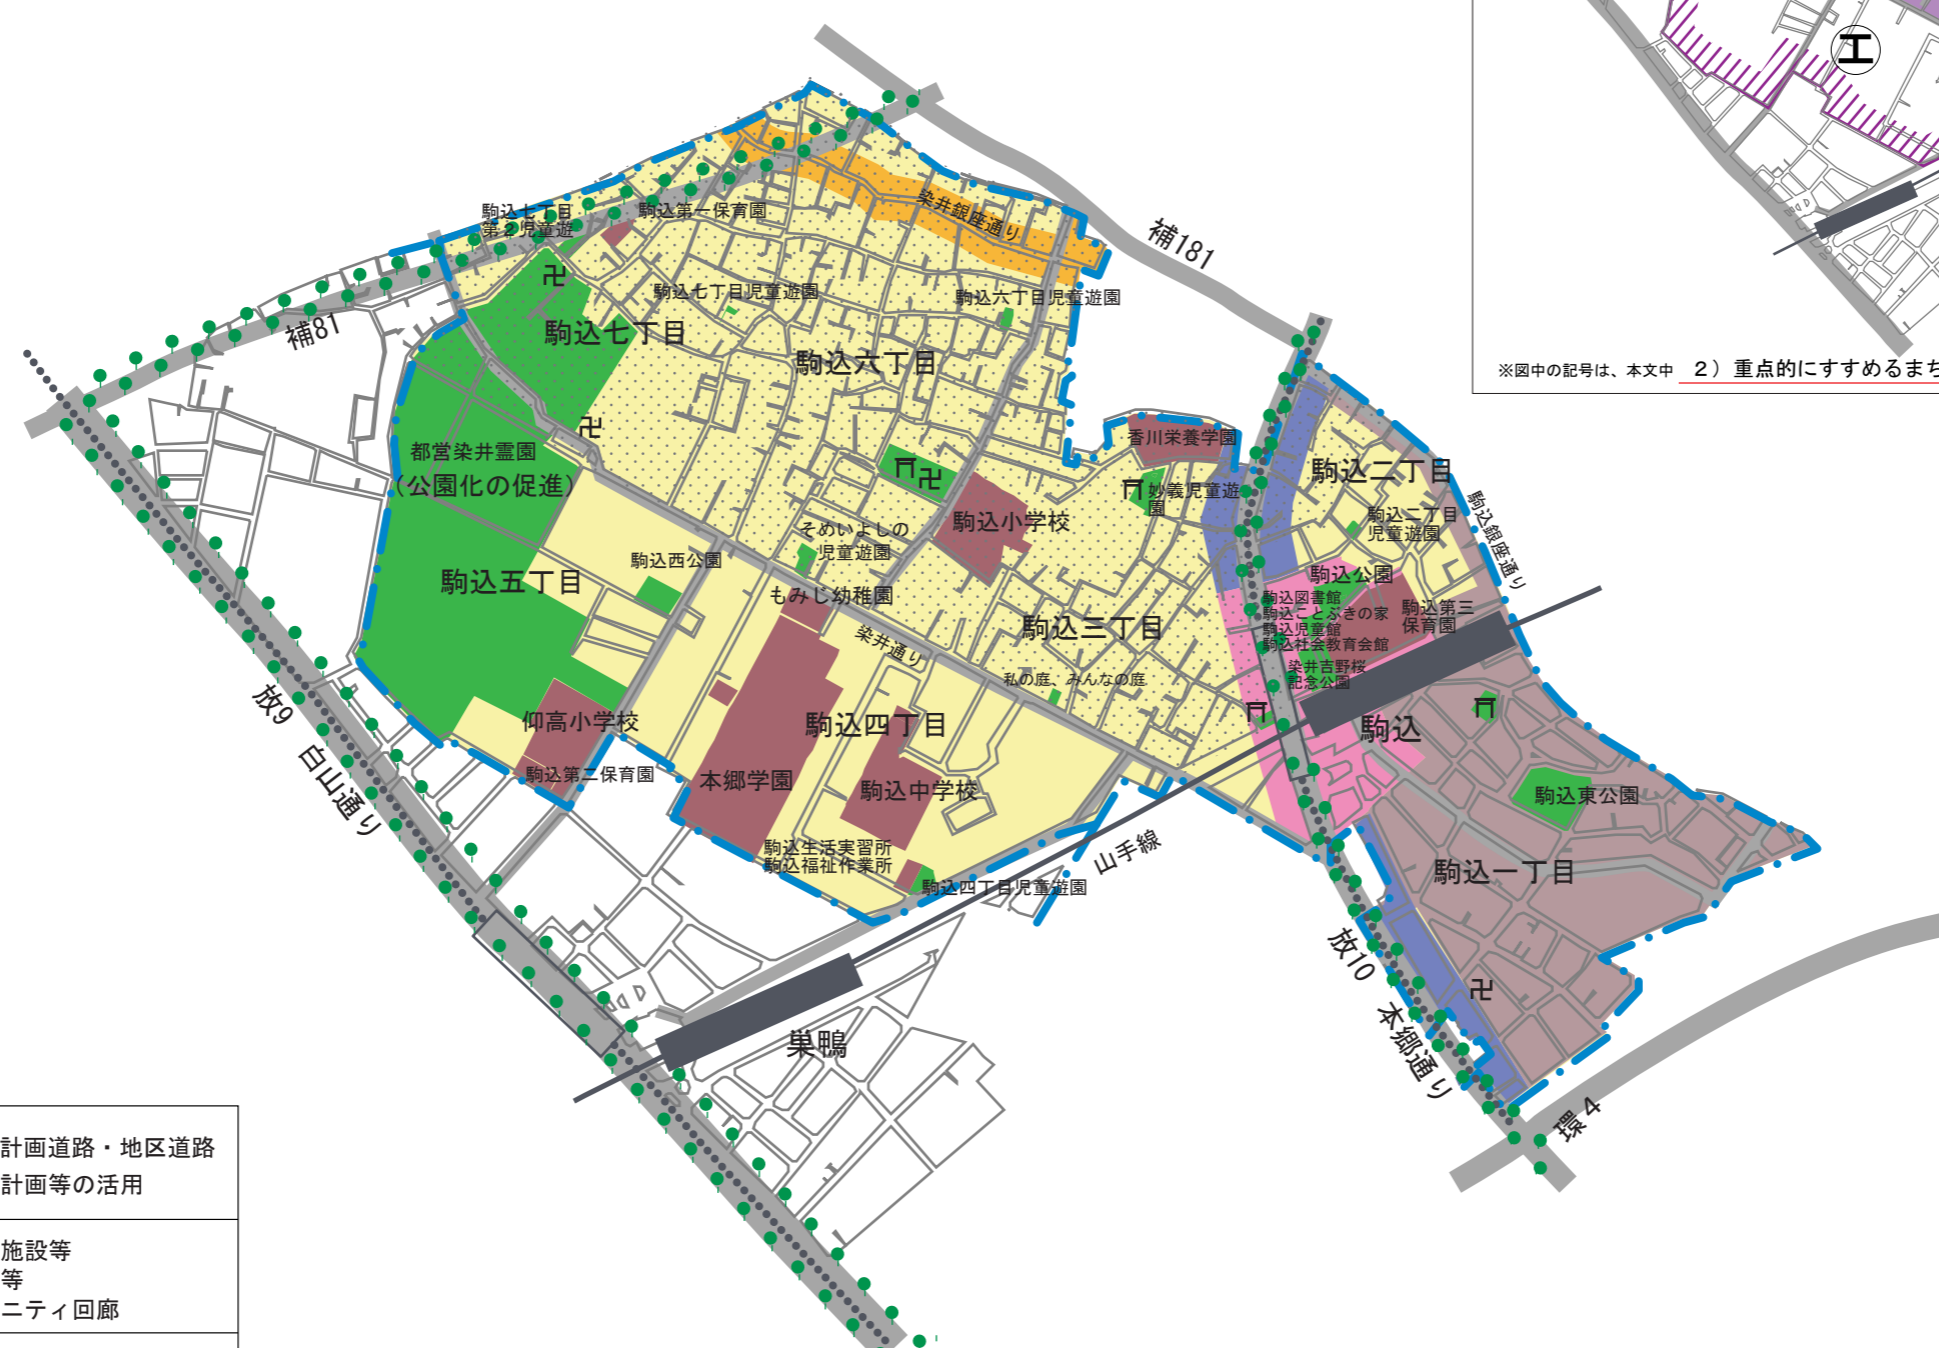 エ
※図中の記号は、本文中 2）重点的にすすめるまち
補181
染井銀座通り
駒込七丁目
第2児童遊
駒込第一保育園
駒込七丁目児童遊園
駒込六丁目児童遊園
補81
駒込七丁目
駒込六丁目
都営染井霊園
（公園化の促進）
香川栄養学園
妙義児童遊
園
駒込二丁目
駒込二丁目
児童遊園
駒込銀座通り
駒込小学校
そめいよしの
児童遊園
駒込西公園
駒込五丁目
もみじ幼稚園
染井通り
駒込三丁目
私の庭、みんなの庭
駒込公園
駒込図書館
駒込ことぶきの家
駒込児童館
駒込社会教育会館
駒込第三
保育園
染井吉野桜
記念公園
駒込
放9 白山通り
仰高小学校
駒込第二保育園
駒込四丁目
本郷学園
駒込中学校
駒込生活実習所
駒込福祉作業所
駒込四丁目児童遊園
山手線
駒込東公園
駒込一丁目
放10 本郷通り
環4
巣鴨
計画道路・地区道路
計画等の活用
施設等
等
ニティ回廊